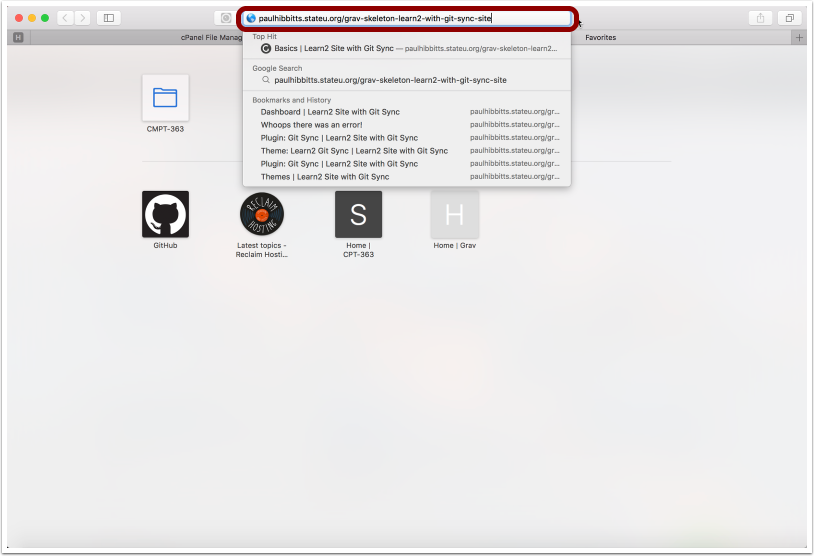 paulhibbitts.stateu.org/grav-skeleton-learn2-with-git-sync-site
H
cPanel File Manag
Favorites
Top Hit
Basics | Learn2 Site with Git Sync — paulhibbitts.stateu.org/grav-skeleton-learn2...
Google Search
paulhibbitts.stateu.org/grav-skeleton-learn2-with-git-sync-site
Bookmarks and History
Dashboard | Learn2 Site with Git Sync paulhibbitts.stateu.org/gr...
Whoops there was an error! paulhibbitts.stateu.org/gr...
Plugin: Git Sync | Learn2 Site with Git Sync paulhibbitts.stateu.org/gr...
Theme: Learn2 Git Sync | Learn2 Site with Git Sync paulhibbitts.stateu.org/gr...
Plugin: Git Sync | Learn2 Site with Git Sync paulhibbitts.stateu.org/gr...
Themes | Learn2 Site with Git Sync paulhibbitts.stateu.org/gr...
CMPT-363
RECLAIM
HOSTING
S
H
GitHub
Latest topics -
Reclaim Hosti...
Home |
CPT-363
Home | Grav